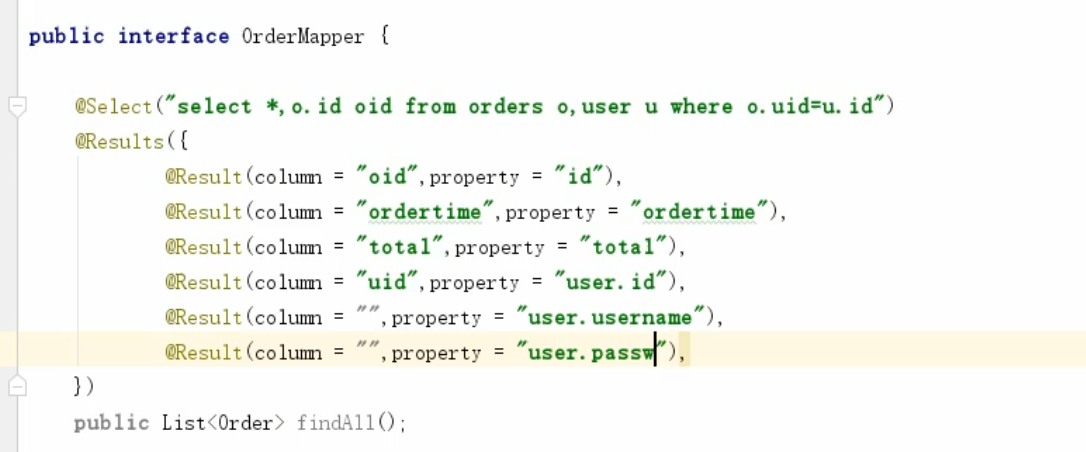 public interface OrderMapper {
@Select("select *,o.id oid from orders o,user u where o.uid=u.id")
@Results({
@Result(column = "oid",property = "id"),
@Result(column = "ordertime",property = "ordertime"),
@Result(column = "total",property = "total"),
@Result(column = "uid",property = "user.id"),
@Result(column = "",property = "user.username"),
@Result(column = "",property = "user.passw"),
})
public List<Order> findAll();